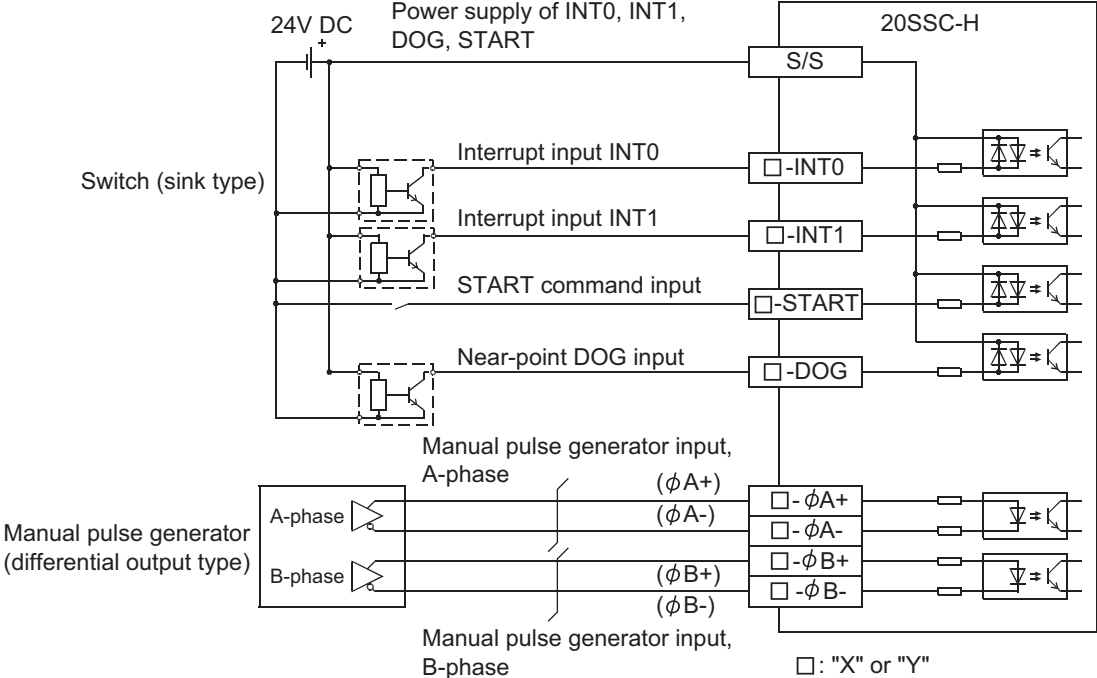 24V DC
+
Power supply of INT0, INT1,
DOG, START
20SSC-H
S/S
Switch (sink type)
Interrupt input INT0
□-INT0
Interrupt input INT1
□-INT1
START command input
□-START
Near-point DOG input
□-DOG
Manual pulse generator input,
A-phase
(ϕA+)
□-ϕA+
A-phase
(ϕA-)
□-ϕA-
Manual pulse generator
(differential output type)
□-ϕB+
B-phase
(ϕB+)
□-ϕB-
(ϕB-)
Manual pulse generator input,
B-phase
□: "X" or "Y"